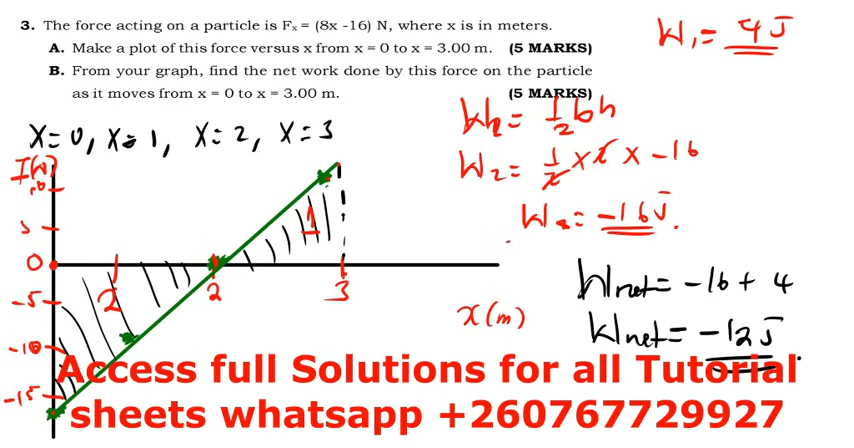 3. The force acting on a particle is Fₓ = (8x -16) N, where x is in meters.
A. Make a plot of this force versus x from x = 0 to x = 3.00 m. (5 MARKS)
B. From your graph, find the net work done by this force on the particle
as it moves from x = 0 to x = 3.00 m. (5 MARKS)
W₁ = 4J
X=0, X=1, X=2, X=3
W₂ = 1/2 bh
W₂ = 1/2 x 2 x -16
W₂ = -16J.
Wnet = -16 + 4
Wnet = -12J.
10
5
0
-5
-10
-15
1
2
2
3
x(m)
Access full Solutions for all Tutorial
sheets whatsapp +260767729927